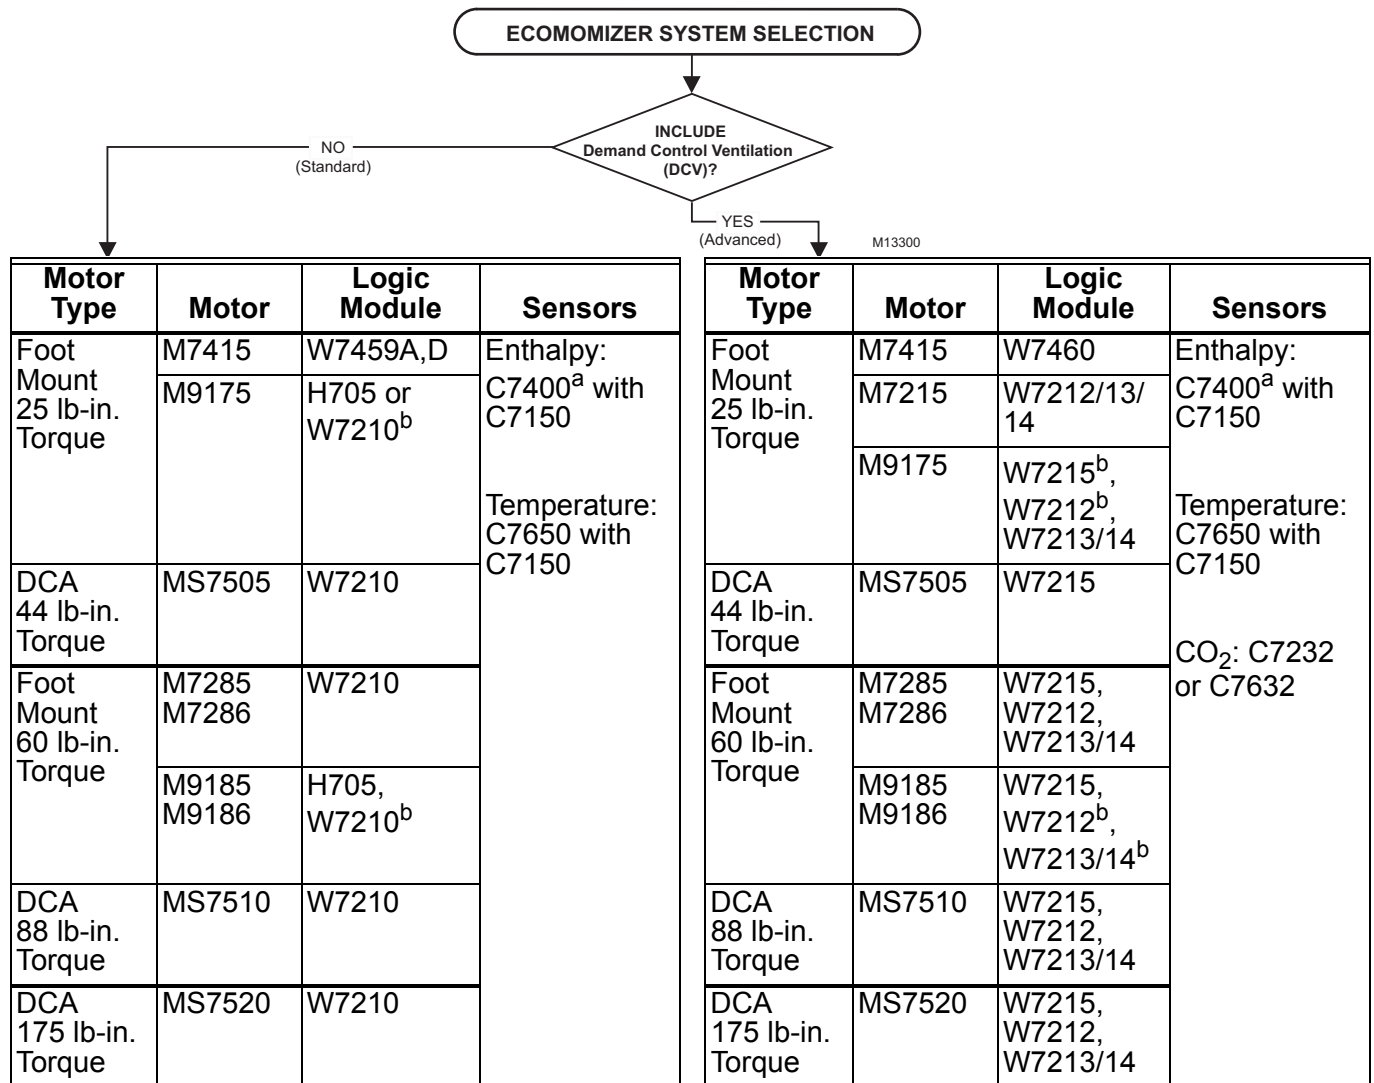 ECOMOMIZER SYSTEM SELECTION
INCLUDE
Demand Control Ventilation
(DCV)?
NO
(Standard)
YES
(Advanced)
M13300
Motor
Type
Motor
Logic
Module
Sensors
Foot
Mount
25 lb-in.
Torque
M7415
W7459A,D
Enthalpy:
C7400a with
C7150
M9175
H705 or
W7210b
Temperature:
C7650 with
C7150
DCA
44 lb-in.
Torque
MS7505
W7210
Foot
Mount
60 lb-in.
Torque
M7285
M7286
W7210
M9185
M9186
H705,
W7210b
DCA
88 lb-in.
Torque
MS7510
W7210
DCA
175 lb-in.
Torque
MS7520
W7210
Motor
Type
Motor
Logic
Module
Sensors
Foot
Mount
25 lb-in.
Torque
M7415
W7460
Enthalpy:
C7400a with
C7150
M7215
W7212/13/
14
M9175
W7215b,
W7212b,
W7213/14
Temperature:
C7650 with
C7150
DCA
44 lb-in.
Torque
MS7505
W7215
CO2: C7232
or C7632
Foot
Mount
60 lb-in.
Torque
M7285
M7286
W7215,
W7212,
W7213/14
M9185
M9186
W7215,
W7212b,
W7213/14b
DCA
88 lb-in.
Torque
MS7510
W7215,
W7212,
W7213/14
DCA
175 lb-in.
Torque
MS7520
W7215,
W7212,
W7213/14